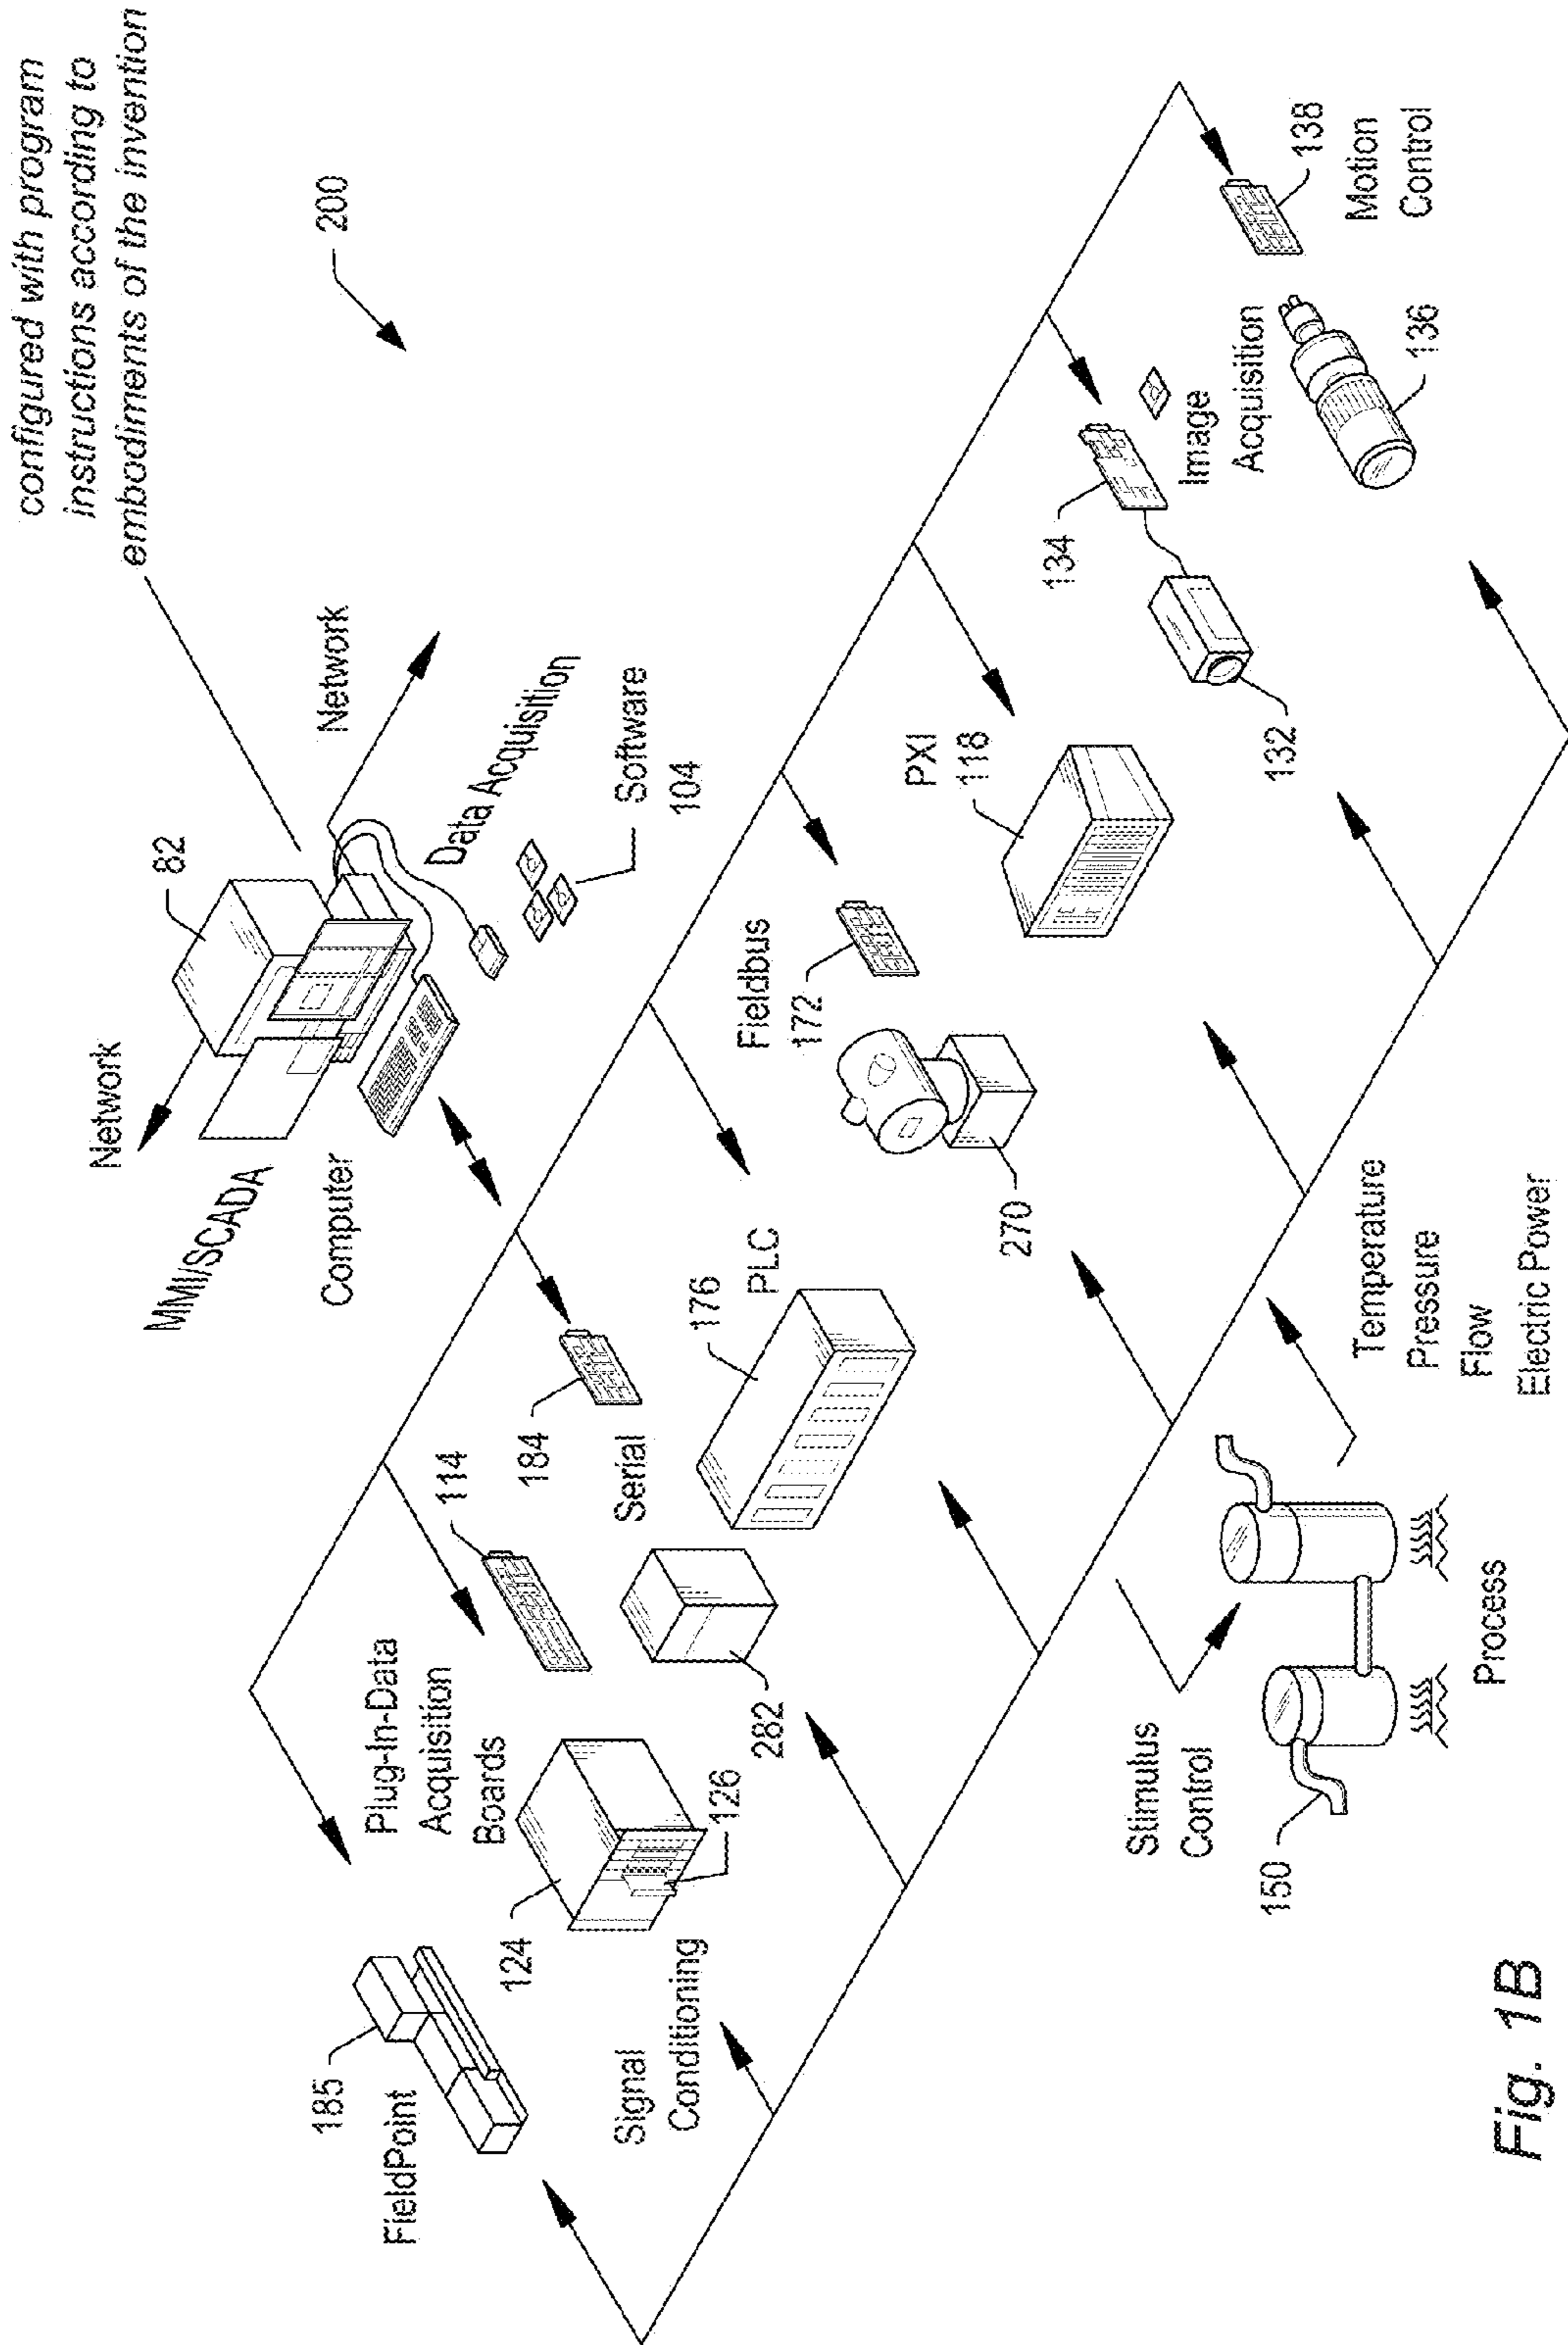 configured with program
instructions according to
embodiments of the invention
200
82
Network
Network
MMI/SCADA
Computer
Data Acquisition
Software
104
185
FieldPoint
Plug-In-Data
Acquisition
Boards
114
184
Serial
124
126
Signal
Conditioning
282
176
PLC
Fieldbus
172
270
PXI
118
134
Image
Acquisition
132
138
Motion
Control
136
Stimulus
Control
150
Process
Temperature
Pressure
Flow
Electric Power
Fig. 1B